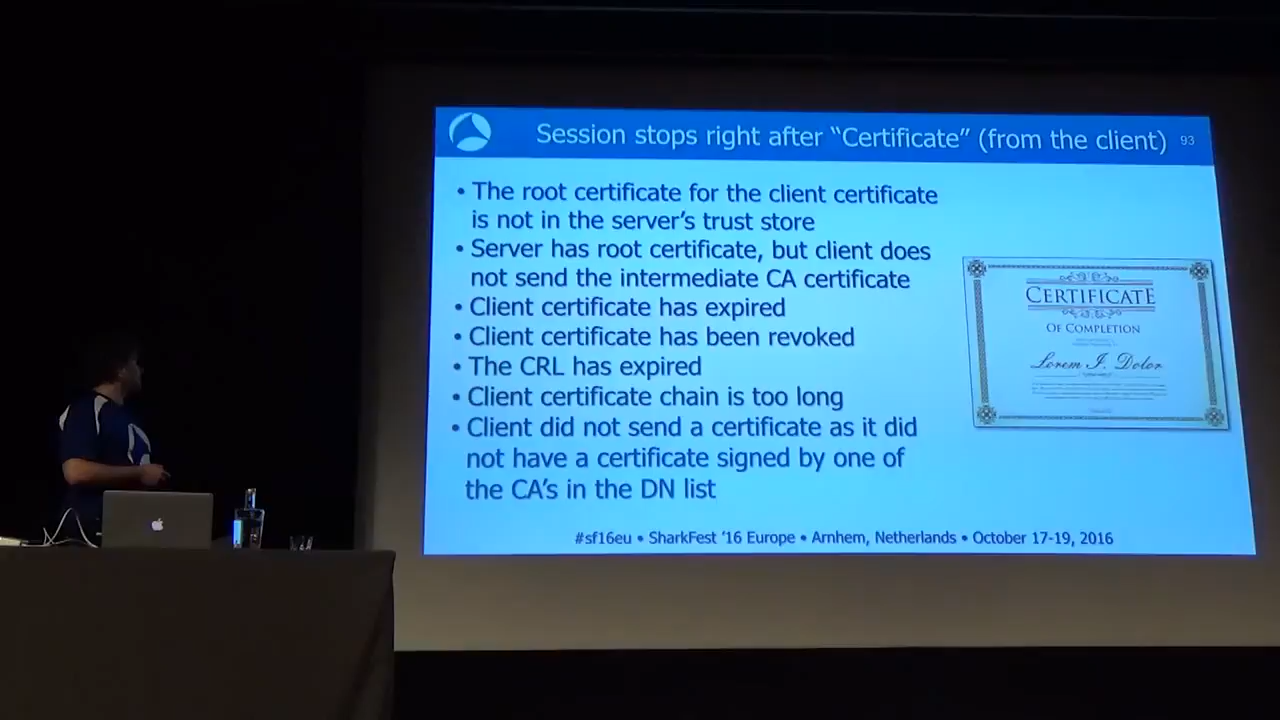 Session stops right after “Certificate” (from the client) 93
• The root certificate for the client certificate
is not in the server’s trust store
• Server has root certificate, but client does
not send the intermediate CA certificate
• Client certificate has expired
• Client certificate has been revoked
• The CRL has expired
• Client certificate chain is too long
• Client did not send a certificate as it did
not have a certificate signed by one of
the CA’s in the DN list
CERTIFICATE
OF COMPLETION
Lorem I. Dolor
#sf16eu • SharkFest ’16 Europe • Arnhem, Netherlands • October 17-19, 2016